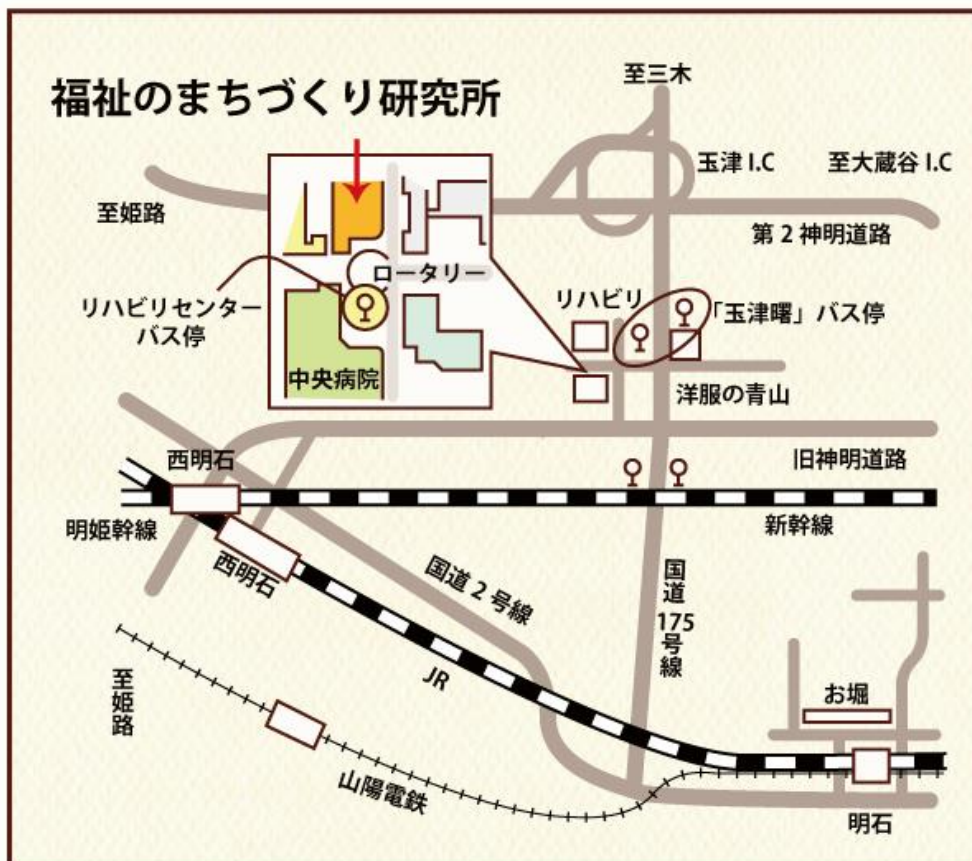 福祉のまちづくり研究所
至三木
玉津 I.C
至大蔵谷 I.C
至姫路
第 2 神明道路
ロータリー
リハビリセンター
バス停
中央病院
リハビリ
「玉津曙」バス停
洋服の青山
旧神明道路
西明石
明姫幹線
新幹線
西明石
国道 2 号線
国道
175
号線
JR
至姫路
お堀
山陽電鉄
明石